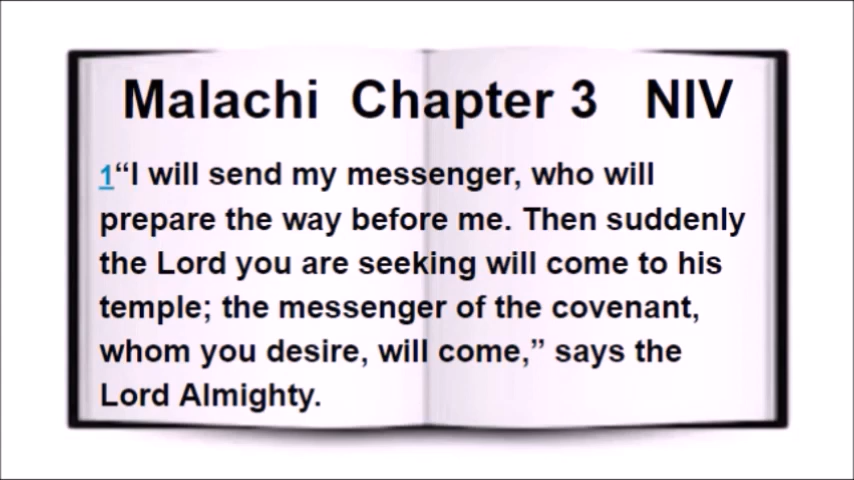 Malachi Chapter 3 NIV
1“I will send my messenger, who will
prepare the way before me. Then suddenly
the Lord you are seeking will come to his
temple; the messenger of the covenant,
whom you desire, will come,” says the
Lord Almighty.